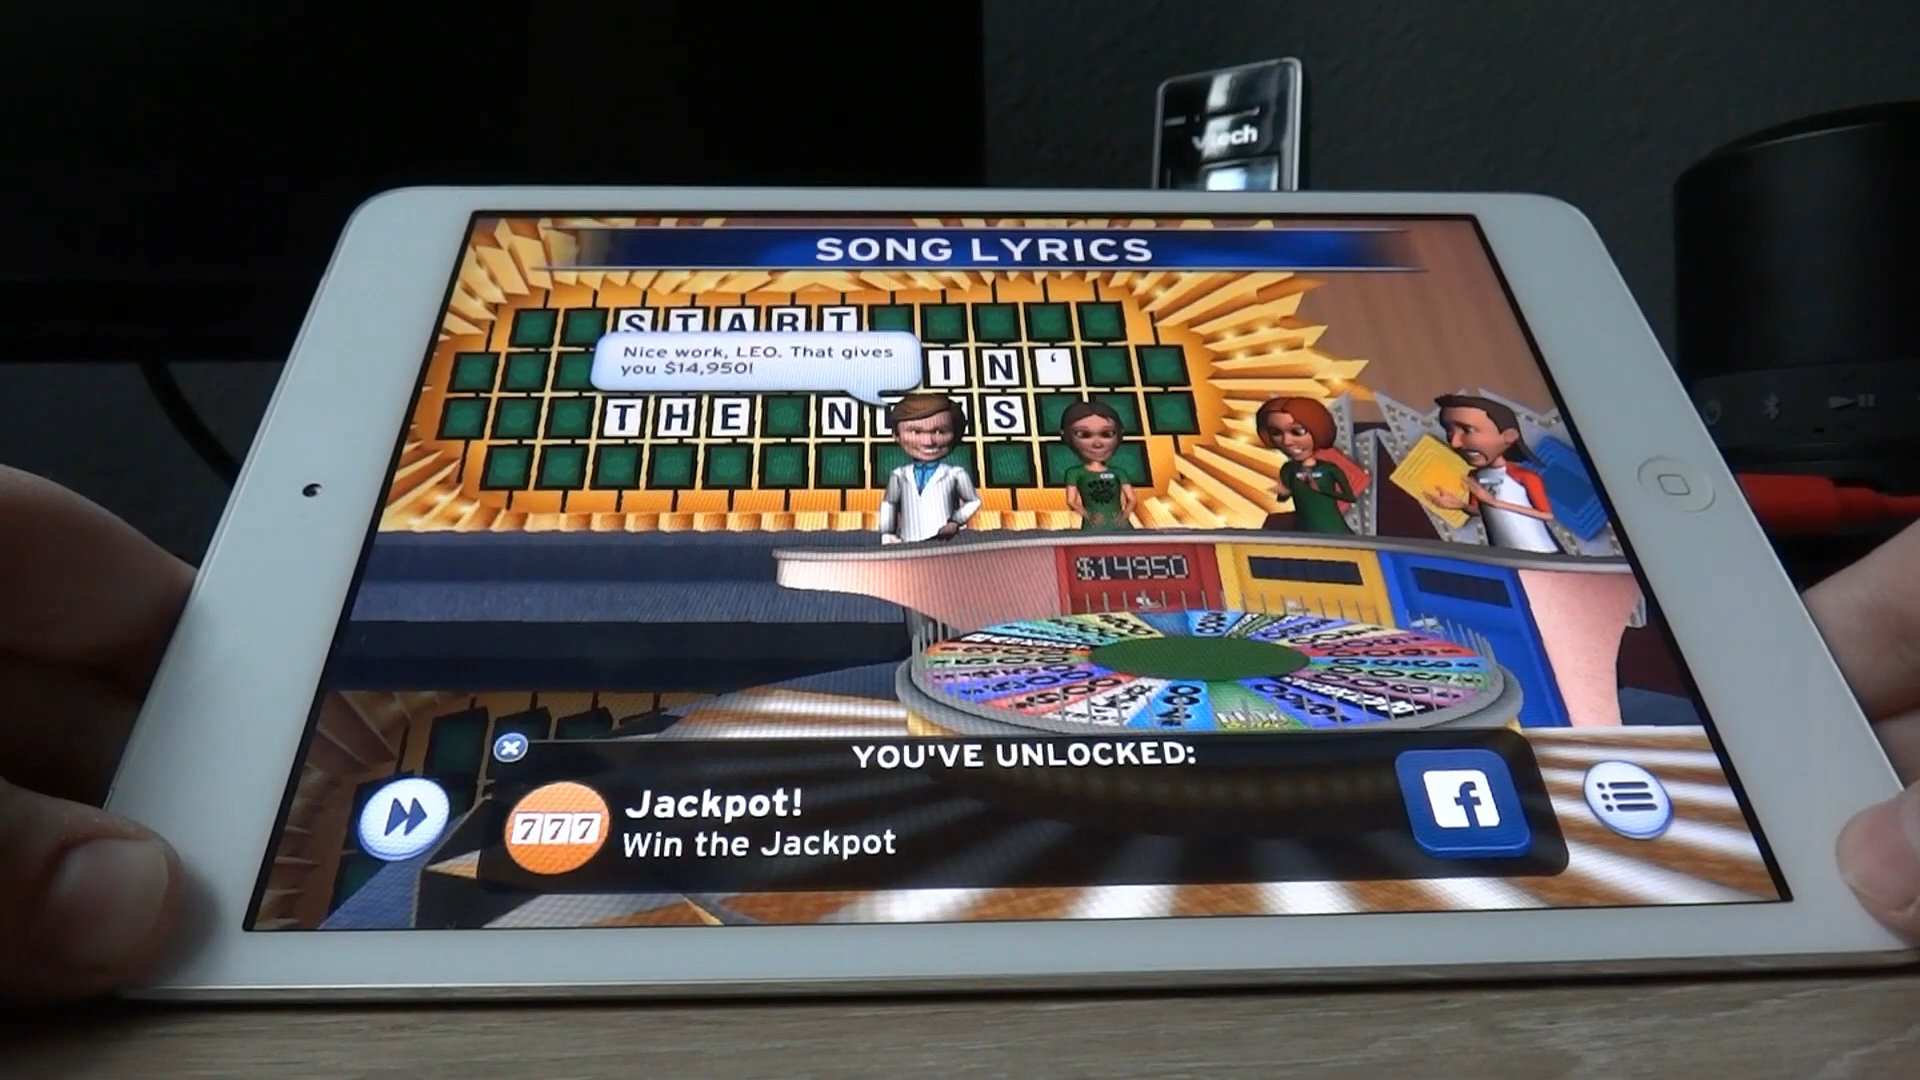 vtech
SONG LYRICS
START
Nice work, LEO. That gives
you $14,950!
IN'
THE
$14950
YOU'VE UNLOCKED:
777
Jackpot!
Win the Jackpot
f